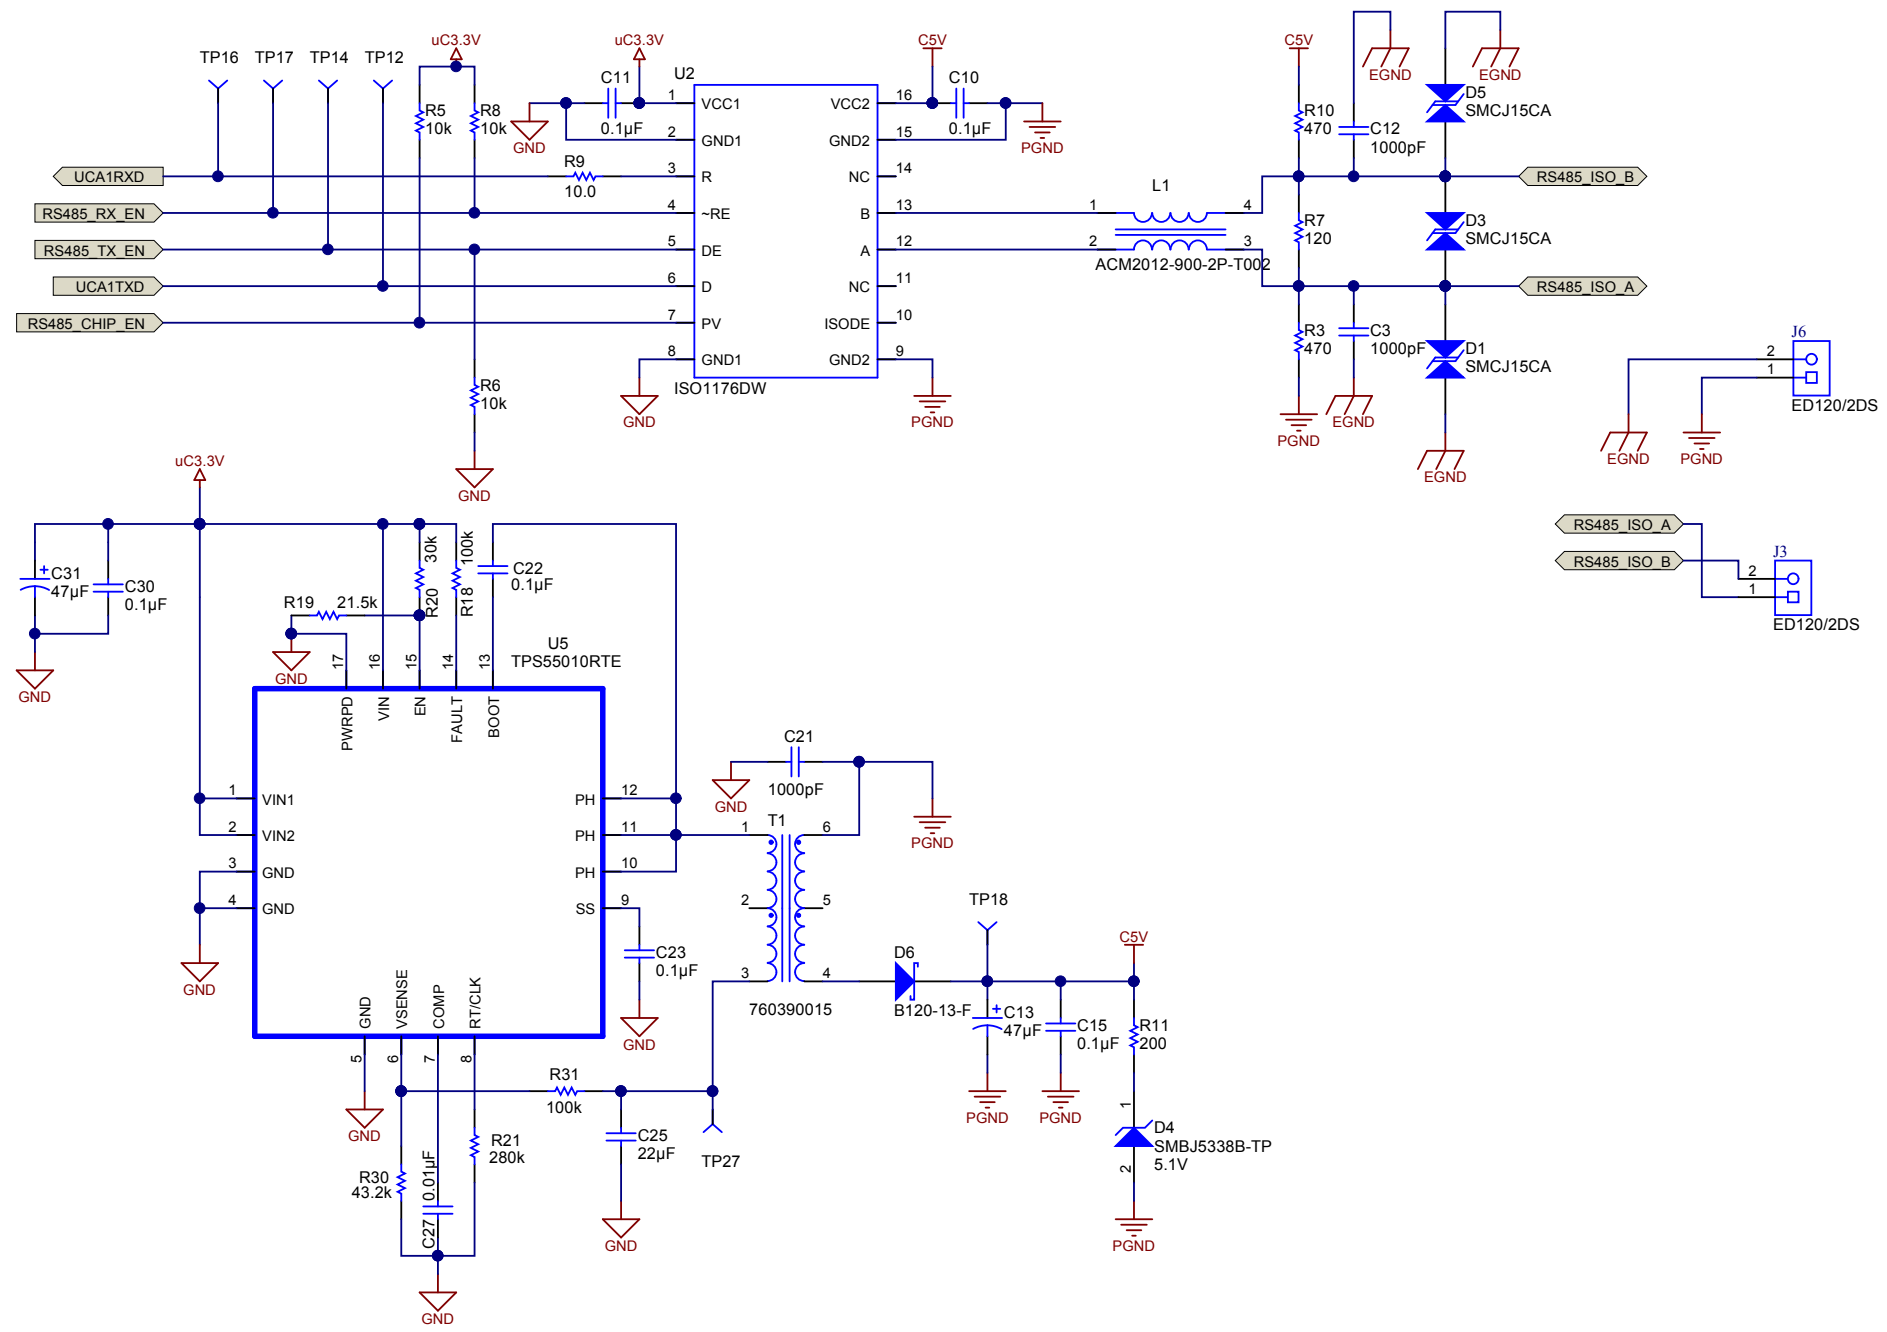 TP16
TP17
TP14
TP12
uC3.3V
R5
10k
R8
10k
UCA1RXD
RS485_RX_EN
RS485_TX_EN
UCA1TXD
RS485_CHIP_EN
R9
10.0
R6
10k
GND
uC3.3V
C11
0.1µF
GND
U2
1 VCC1
2 GND1
3 R
4 ~RE
5 DE
6 D
7 PV
8 GND1
VCC2 16
GND2 15
NC 14
B 13
A 12
NC 11
ISODE 10
GND2 9
ISO1176DW
GND
PGND
C5V
C10
0.1µF
PGND
L1
1
4
2
3
ACM2012-900-2P-T002
C5V
R10
470
C12
1000pF
EGND
EGND
D5
SMCJ15CA
RS485_ISO_B
R7
120
D3
SMCJ15CA
RS485_ISO_A
R3
470
C3
1000pF
D1
SMCJ15CA
PGND
EGND
EGND
J6
2
1
ED120/2DS
EGND
PGND
RS485_ISO_A
RS485_ISO_B
J3
2
1
ED120/2DS
uC3.3V
+
C31
47µF
C30
0.1µF
GND
R19
21.5k
GND
R20
30k
R18
100k
C22
0.1µF
U5
TPS55010RTE
17
16
15
14
13
PWRPD
VIN
EN
FAULT
BOOT
1 VIN1
2 VIN2
3 GND
4 GND
PH 12
PH 11
PH 10
SS 9
GND
VSENSE
COMP
RT/CLK
5
6
7
8
GND
GND
C23
0.1µF
GND
C21
1000pF
GND
PGND
T1
1
6
2
5
3
4
760390015
D6
B120-13-F
TP18
+
C13
47µF
C15
0.1µF
C5V
R11
200
PGND
PGND
1
D4
SMBJ5338B-TP
5.1V
2
PGND
R31
100k
C25
22µF
TP27
GND
R30
43.2k
0.01µF
C27
R21
280k
GND